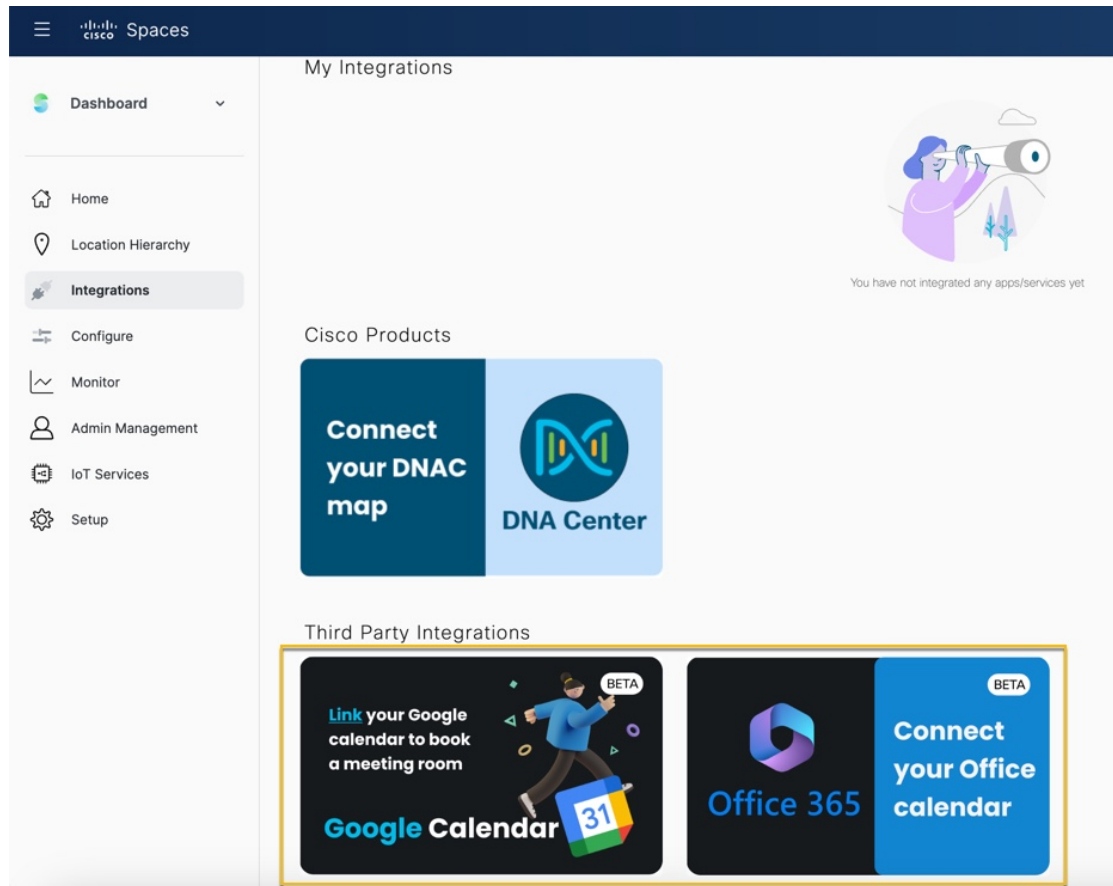 cisco Spaces
Dashboard
Home
Location Hierarchy
Integrations
Configure
Monitor
Admin Management
IoT Services
Setup
My Integrations
You have not integrated any apps/services yet
Cisco Products
Connect
your DNAC
map
DNA Center
Third Party Integrations
BETA
Link your Google
calendar to book
a meeting room
Google Calendar
31
BETA
Office 365
Connect
your Office
calendar